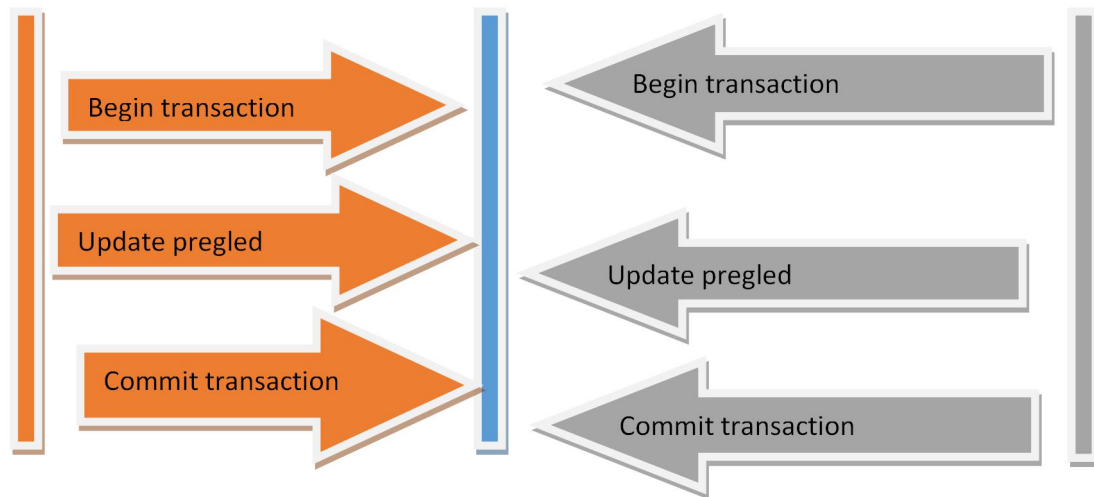 Begin transaction
Begin transaction
Update pregled
Update pregled
Commit transaction
Commit transaction